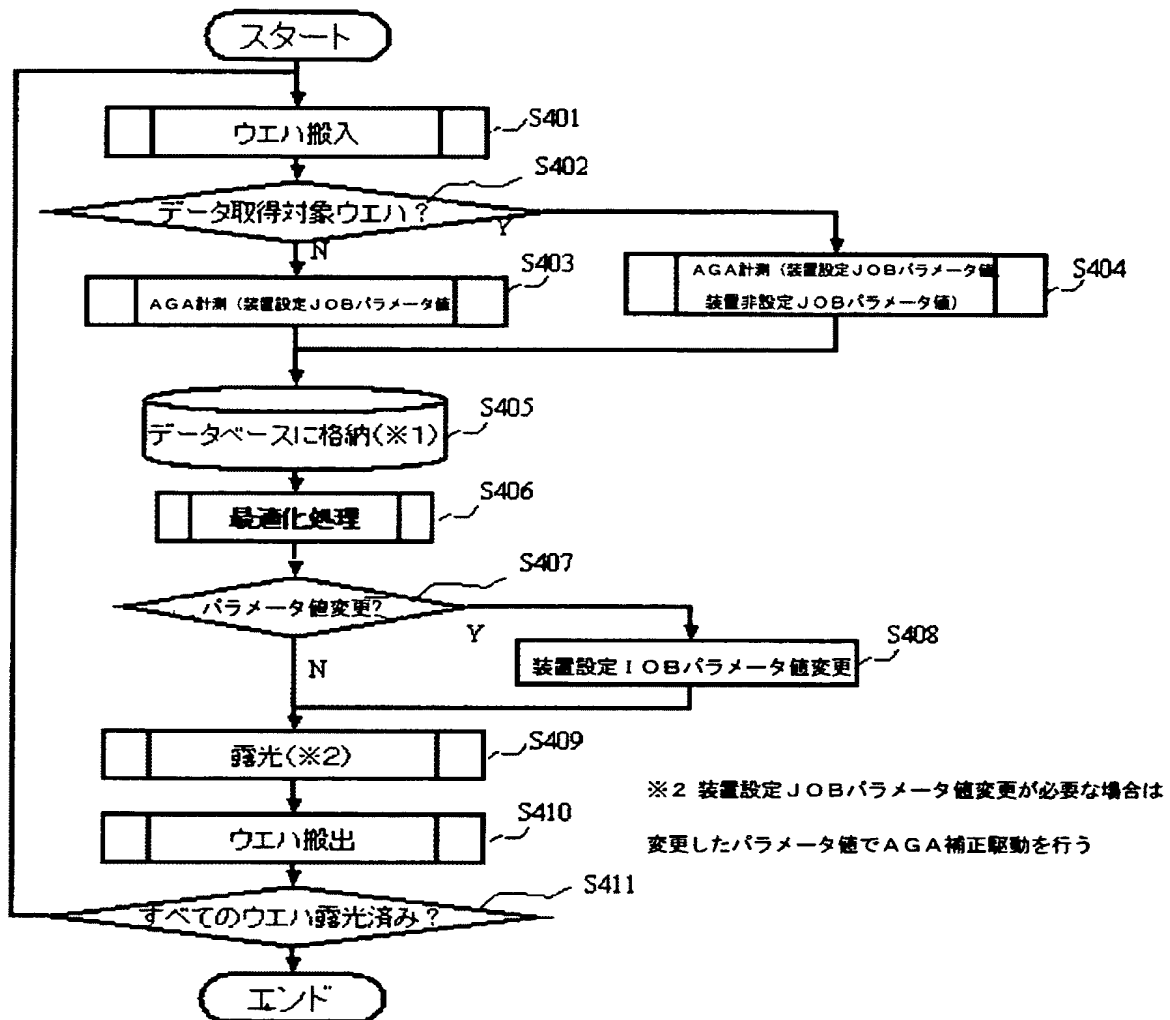 スタート
ウエハ搬入
S401
S402
データ取得対象ウエハ?
Y
N
S403
AGA計測(装置設定JOBパラメータ値
AGA計測(装置設定JOBパラメータ値
装置非設定JOBパラメータ値)
S404
データベースに格納(※1)
S405
最適化処理
S406
S407
パラメータ値変更?
Y
N
S408
装置設定IOBパラメータ値変更
露光(※2)
S409
ウエハ搬出
S410
※2 装置設定JOBパラメータ値変更が必要な場合は
変更したパラメータ値でAGA補正駆動を行う
S411
すべてのウエハ露光済み?
エンド